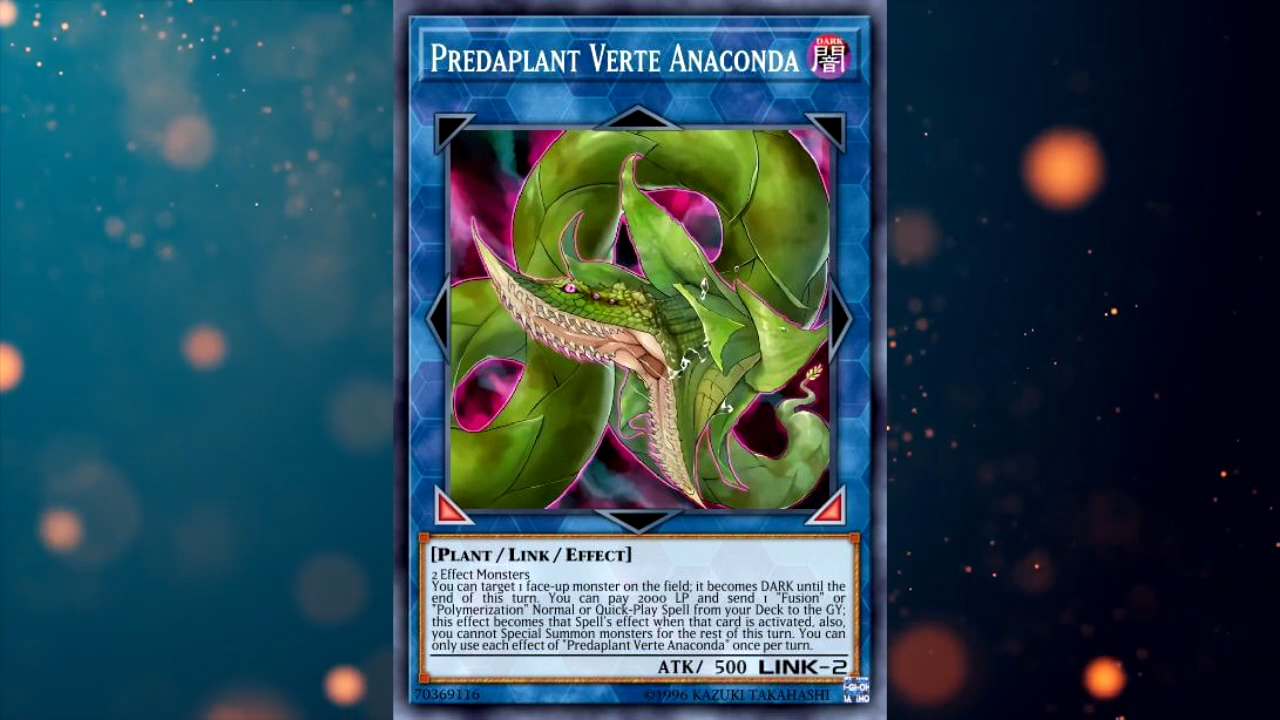 PREDAPLANT VERTE ANACONDA
DARK
闇
[PLANT / LINK / EFFECT]
2 Effect Monsters
You can target 1 face-up monster on the field; it becomes DARK until the
end of this turn. You can pay 2000 LP and send 1 "Fusion" or
"Polymerization" Normal or Quick-Play Spell from your Deck to the GY;
this effect becomes that Spell's effect when that card is activated, also,
you cannot Special Summon monsters for the rest of this turn. You can
only use each effect of "Predaplant Verte Anaconda" once per turn.
ATK/ 500 LINK-2
70369116 ©1996 KAZUKI TAKAHASHI